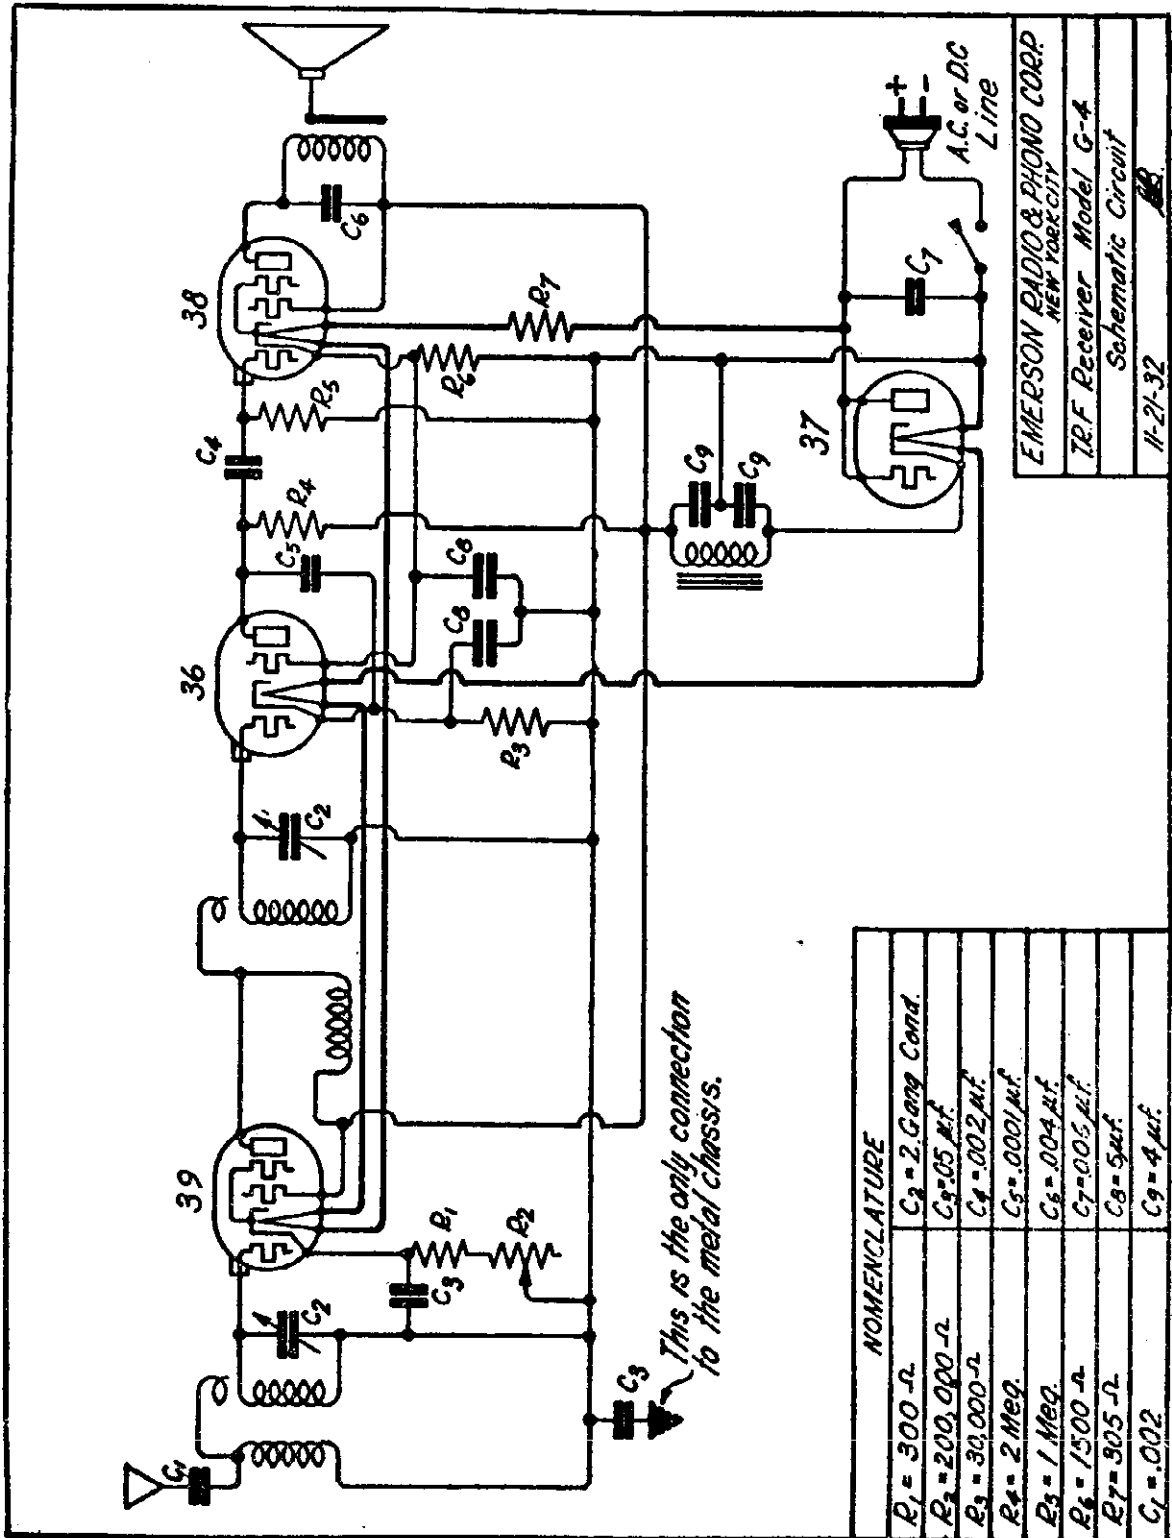 39
36
38
37
C1
C2
C3
R1
R2
C2
R3
C5
R4
C4
R5
C8
C8
R6
R7
C6
C9
C9
C7
C3
This is the only connection
to the metal chassis.
+
-
A.C. or D.C
Line
NOMENCLATURE
R1 = 300 Ω C2 = 2 Gang Cond.
R2 = 200,000 Ω C3 = .05 µf.
R3 = 30,000 Ω C4 = .002 µf.
R4 = 2 Meg. C5 = .0001 µf.
R5 = 1 Meg. C6 = .004 µf.
R6 = 1500 Ω C7 = .006 µf.
R7 = 305 Ω C8 = 5 µf.
C1 = .002 C9 = 4 µf.
EMERSON RADIO & PHONO CORP.
NEW YORK CITY
T.R.F Receiver Model G-4
Schematic Circuit
11-21-32